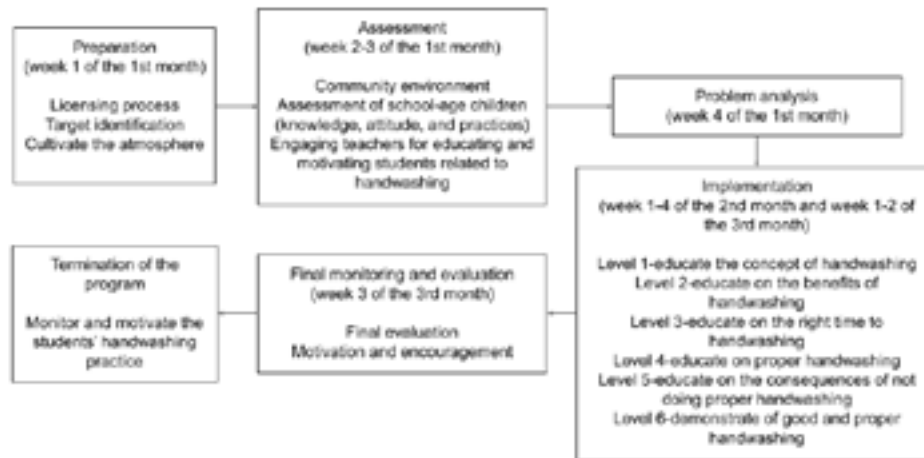 Preparation
(week 1 of the 1st month)
Licensing process
Target identification
Cultivate the atmosphere
Assessment
(week 2-3 of the 1st month)
Community environment
Assessment of school-age children
(knowledge, attitude, and practices)
Engaging teachers for educating and
motivating students related to
handwashing
Problem analysis
(week 4 of the 1st month)
Implementation
(week 1-4 of the 2nd month and week 1-2 of
the 3rd month)
Level 1-educate the concept of handwashing
Level 2-educate on the benefits of
handwashing
Level 3-educate on the right time to
handwashing
Level 4-educate on proper handwashing
Level 5-educate on the consequences of not
doing proper handwashing
Level 6-demonstrate of good and proper
handwashing
Final monitoring and evaluation
(week 3 of the 3rd month)
Final evaluation
Motivation and encouragement
Termination of the
program
Monitor and motivate the
students' handwashing
practice